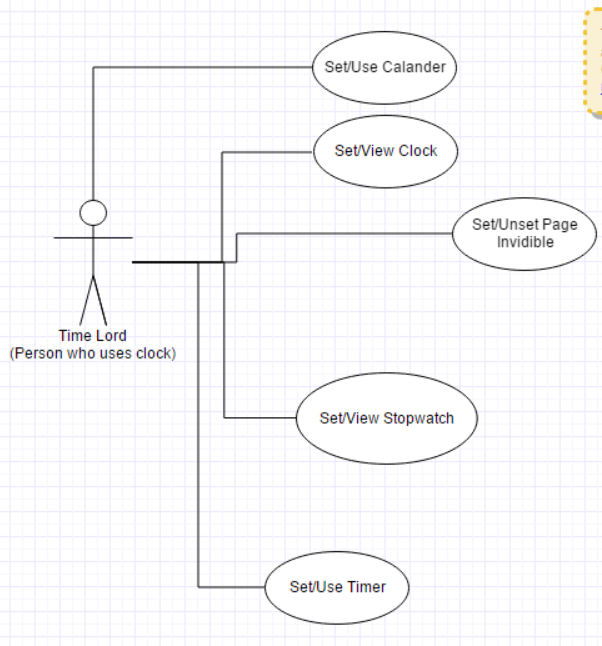 Set/Use Calander
Set/View Clock
Set/Unset Page
Invidible
Time Lord
(Person who uses clock)
Set/View Stopwatch
Set/Use Timer